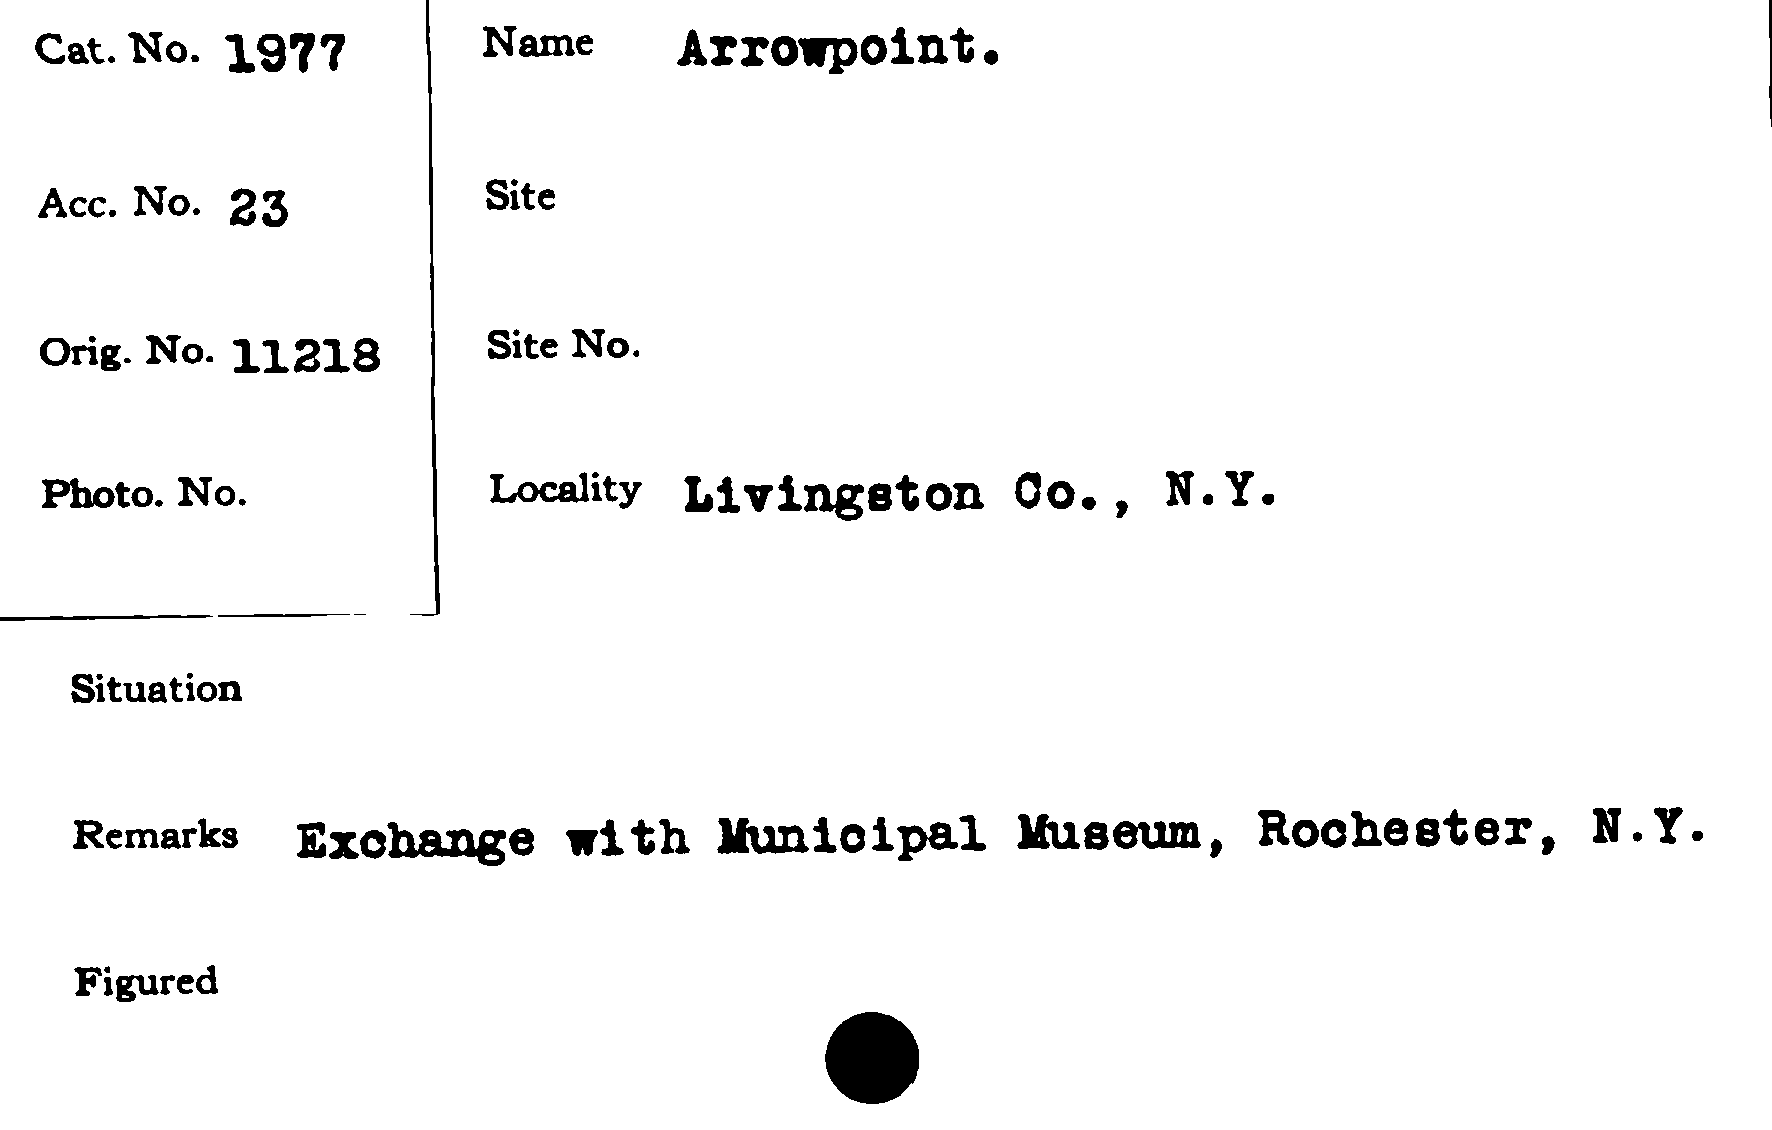 Cat. No. 1977
Name Arrowpoint.
Acc. No. 23
Site
Orig. No. 11218
Site No.
Photo. No.
Locality Livingston Co., N.Y.
Situation
Remarks Exchange with Municipal Museum, Rochester, N.Y.
Figured